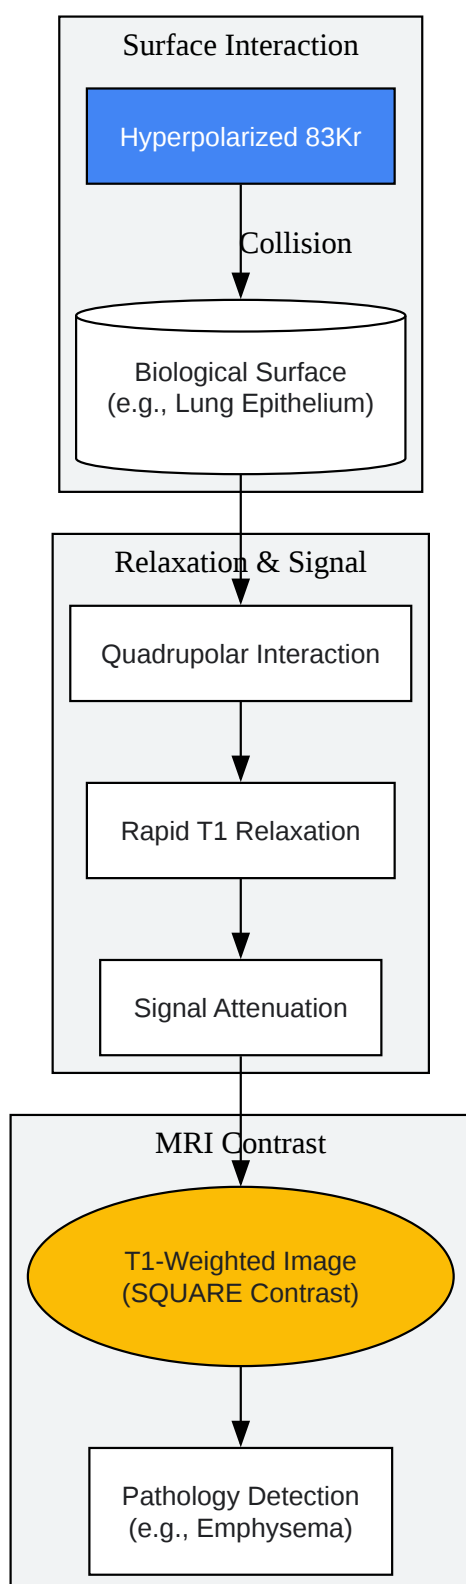 Surface Interaction
Hyperpolarized 83Kr
Collision
Biological Surface
(e.g., Lung Epithelium)
Relaxation & Signal
Quadrupolar Interaction
Rapid T1 Relaxation
Signal Attenuation
MRI Contrast
T1-Weighted Image
(SQUARE Contrast)
Pathology Detection
(e.g., Emphysema)